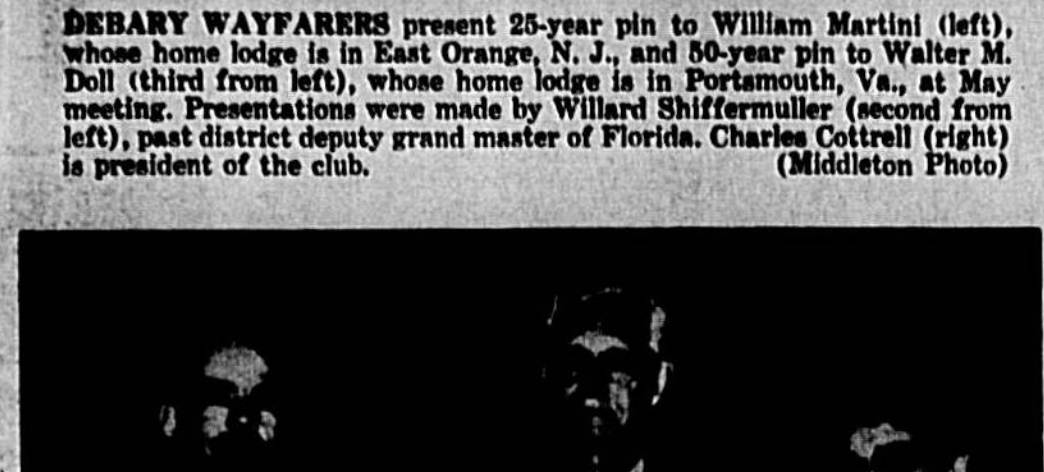 DEBARY WAYFARERS present 25-year pin to William Martini (left),
whose home lodge is in East Orange, N. J., and 50-year pin to Walter M.
Doll (third from left), whose home lodge is in Portsmouth, Va., at May
meeting. Presentations were made by Willard Shiffermuller (second from
left), past district deputy grand master of Florida. Charles Cottrell (right)
is president of the club. (Middleton Photo)